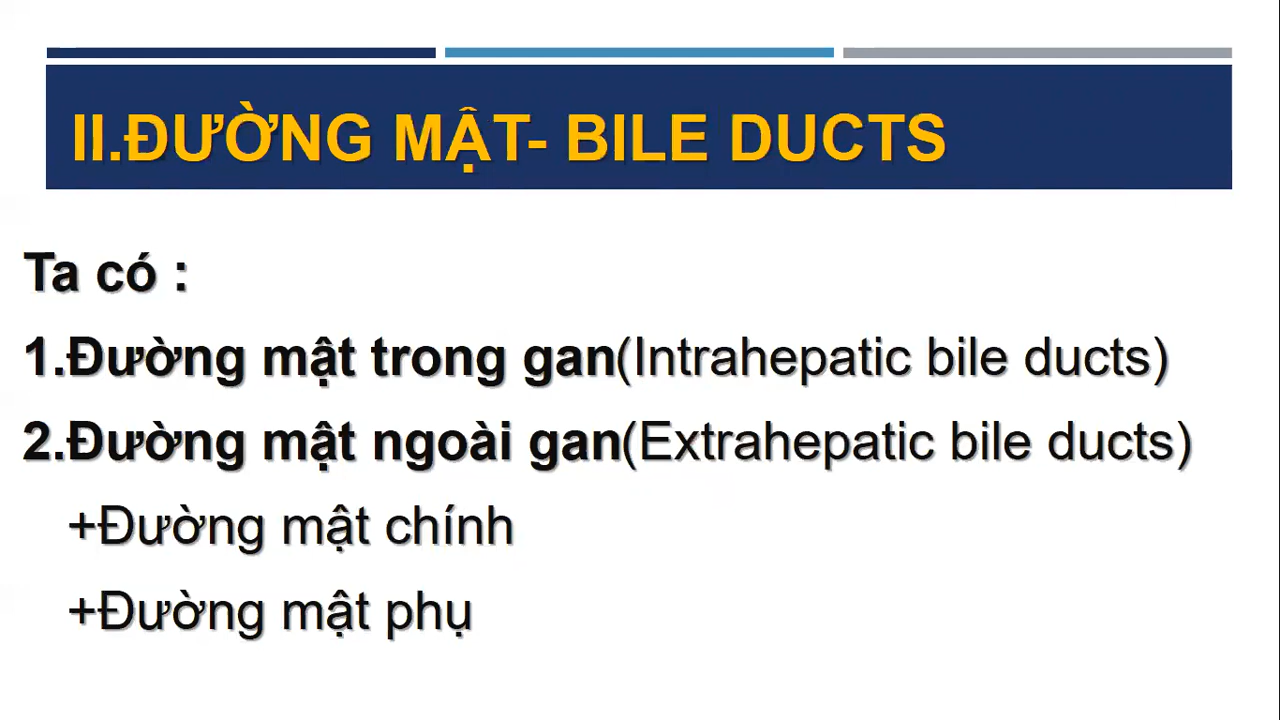 II.ĐƯỜNG MẬT- BILE DUCTS
Ta có :
1.Đường mật trong gan(Intrahepatic bile ducts)
2.Đường mật ngoài gan(Extrahepatic bile ducts)
+Đường mật chính
+Đường mật phụ